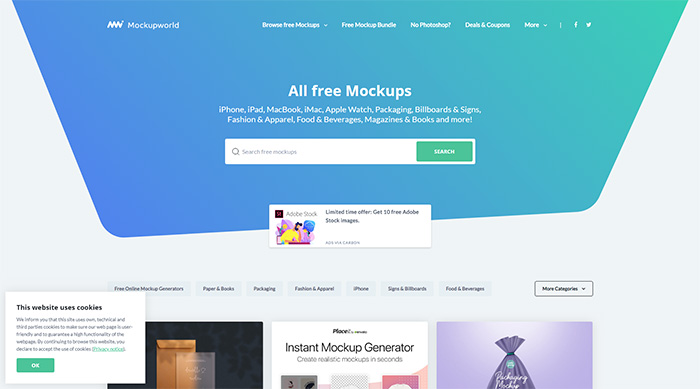 Mockupworld
Browse free Mockups
Free Mockup Bundle
No Photoshop?
Deals & Coupons
More
All free Mockups
iPhone, iPad, MacBook, iMac, Apple Watch, Packaging, Billboards & Signs,
Fashion & Apparel, Food & Beverages, Magazines & Books and more!
Search free mockups
SEARCH
Adobe Stock
Limited time offer: Get 10 free Adobe
Stock images.
ADS VIA CARBON
Free Online Mockup Generators
Paper & Books
Packaging
Fashion & Apparel
iPhone
Signs & Billboards
Food & Beverages
More Categories
This website uses cookies
We inform you that this site uses own, technical and
third parties cookies to make sure our web page is user-
friendly and to guarantee a high functionality of the
webpage. By continuing to browse this website, you
declare to accept the use of cookies (Privacy notice).
OK
Placeit
Instant Mockup Generator
Create realistic mockups in seconds
Packaging
Mockup